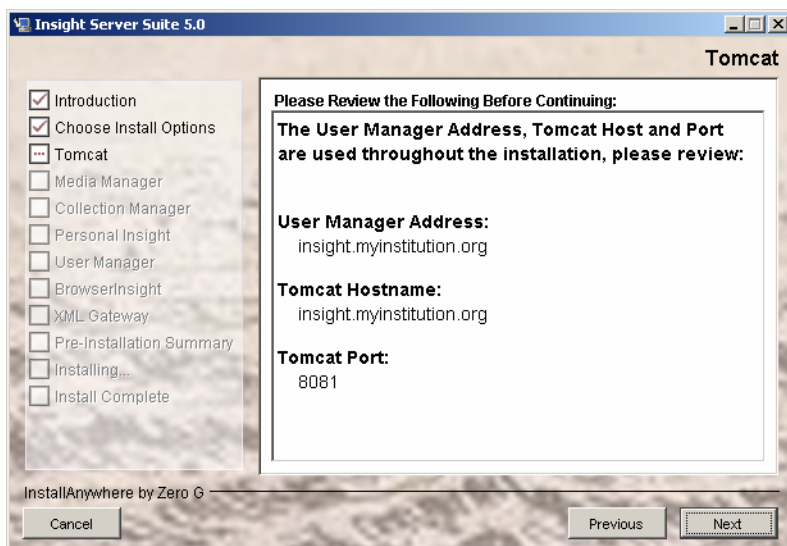 Insight Server Suite 5.0
Tomcat
Introduction
Choose Install Options
Tomcat
Media Manager
Collection Manager
Personal Insight
User Manager
BrowserInsight
XML Gateway
Pre-Installation Summary
Installing...
Install Complete
Please Review the Following Before Continuing:
The User Manager Address, Tomcat Host and Port
are used throughout the installation, please review:
User Manager Address:
insight.myinstitution.org
Tomcat Hostname:
insight.myinstitution.org
Tomcat Port:
8081
InstallAnywhere by Zero G
Cancel
Previous
Next